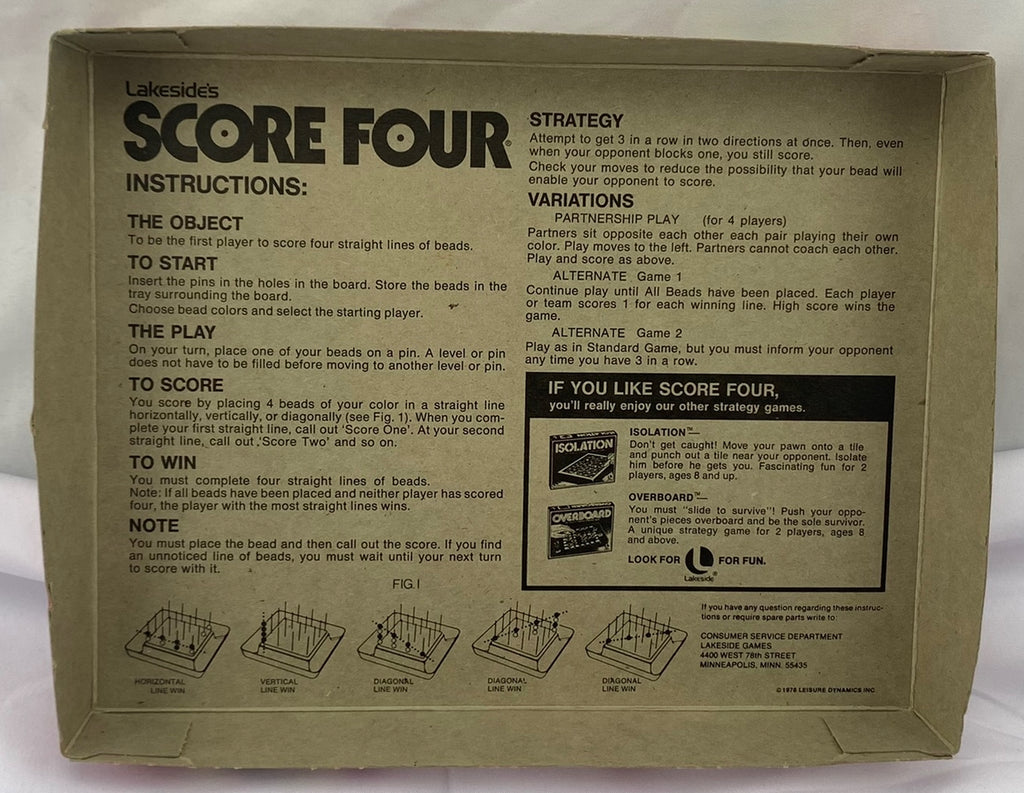 Lakeside's
SCORE FOUR®
INSTRUCTIONS:
THE OBJECT
To be the first player to score four straight lines of beads.
TO START
Insert the pins in the holes in the board. Store the beads in the
tray surrounding the board.
Choose bead colors and select the starting player.
THE PLAY
On your turn, place one of your beads on a pin. A level or pin
does not have to be filled before moving to another level or pin.
TO SCORE
You score by placing 4 beads of your color in a straight line
horizontally, vertically, or diagonally (see Fig. 1). When you com-
plete your first straight line, call out 'Score One'. At your second
straight line, call out 'Score Two' and so on.
TO WIN
You must complete four straight lines of beads.
Note: If all beads have been placed and neither player has scored
four, the player with the most straight lines wins.
NOTE
You must place the bead and then call out the score. If you find
an unnoticed line of beads, you must wait until your next turn
to score with it.
FIG. I
HORIZONTAL
LINE WIN
VERTICAL
LINE WIN
DIAGONAL
LINE WIN
DIAGONAL
LINE WIN
DIAGONAL
LINE WIN
STRATEGY
Attempt to get 3 in a row in two directions at once. Then, even
when your opponent blocks one, you still score.
Check your moves to reduce the possibility that your bead will
enable your opponent to score.
VARIATIONS
PARTNERSHIP PLAY (for 4 players)
Partners sit opposite each other each pair playing their own
color. Play moves to the left. Partners cannot coach each other.
Play and score as above.
ALTERNATE Game 1
Continue play until All Beads have been placed. Each player
or team scores 1 for each winning line. High score wins the
game.
ALTERNATE Game 2
Play as in Standard Game, but you must inform your opponent
any time you have 3 in a row.
IF YOU LIKE SCORE FOUR,
you'll really enjoy our other strategy games.
ISOLATION
ISOLATION™
Don't get caught! Move your pawn onto a tile
and punch out a tile near your opponent. Isolate
him before he gets you. Fascinating fun for 2
players, ages 8 and up.
OVERBOARD
OVERBOARD™
You must "slide to survive"! Push your oppo-
nent's pieces overboard and be the sole survivor.
A unique strategy game for 2 players, ages 8
and above.
LOOK FOR L FOR FUN.
Lakeside®
If you have any question regarding these instruc-
tions or require spare parts write to:
CONSUMER SERVICE DEPARTMENT
LAKESIDE GAMES
4400 WEST 78th STREET
MINNEAPOLIS, MINN. 55435
© 1978 LEISURE DYNAMICS INC.